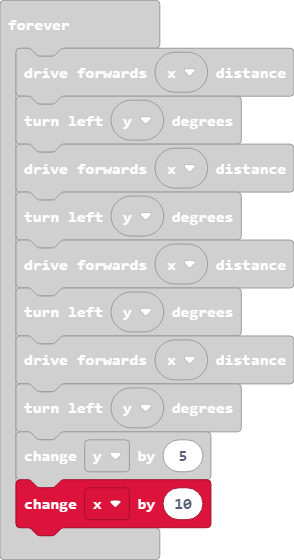 forever
drive forwards x distance
turn left y degrees
drive forwards x distance
turn left y degrees
drive forwards x distance
turn left y degrees
drive forwards x distance
turn left y degrees
change y by 5
change x by 10